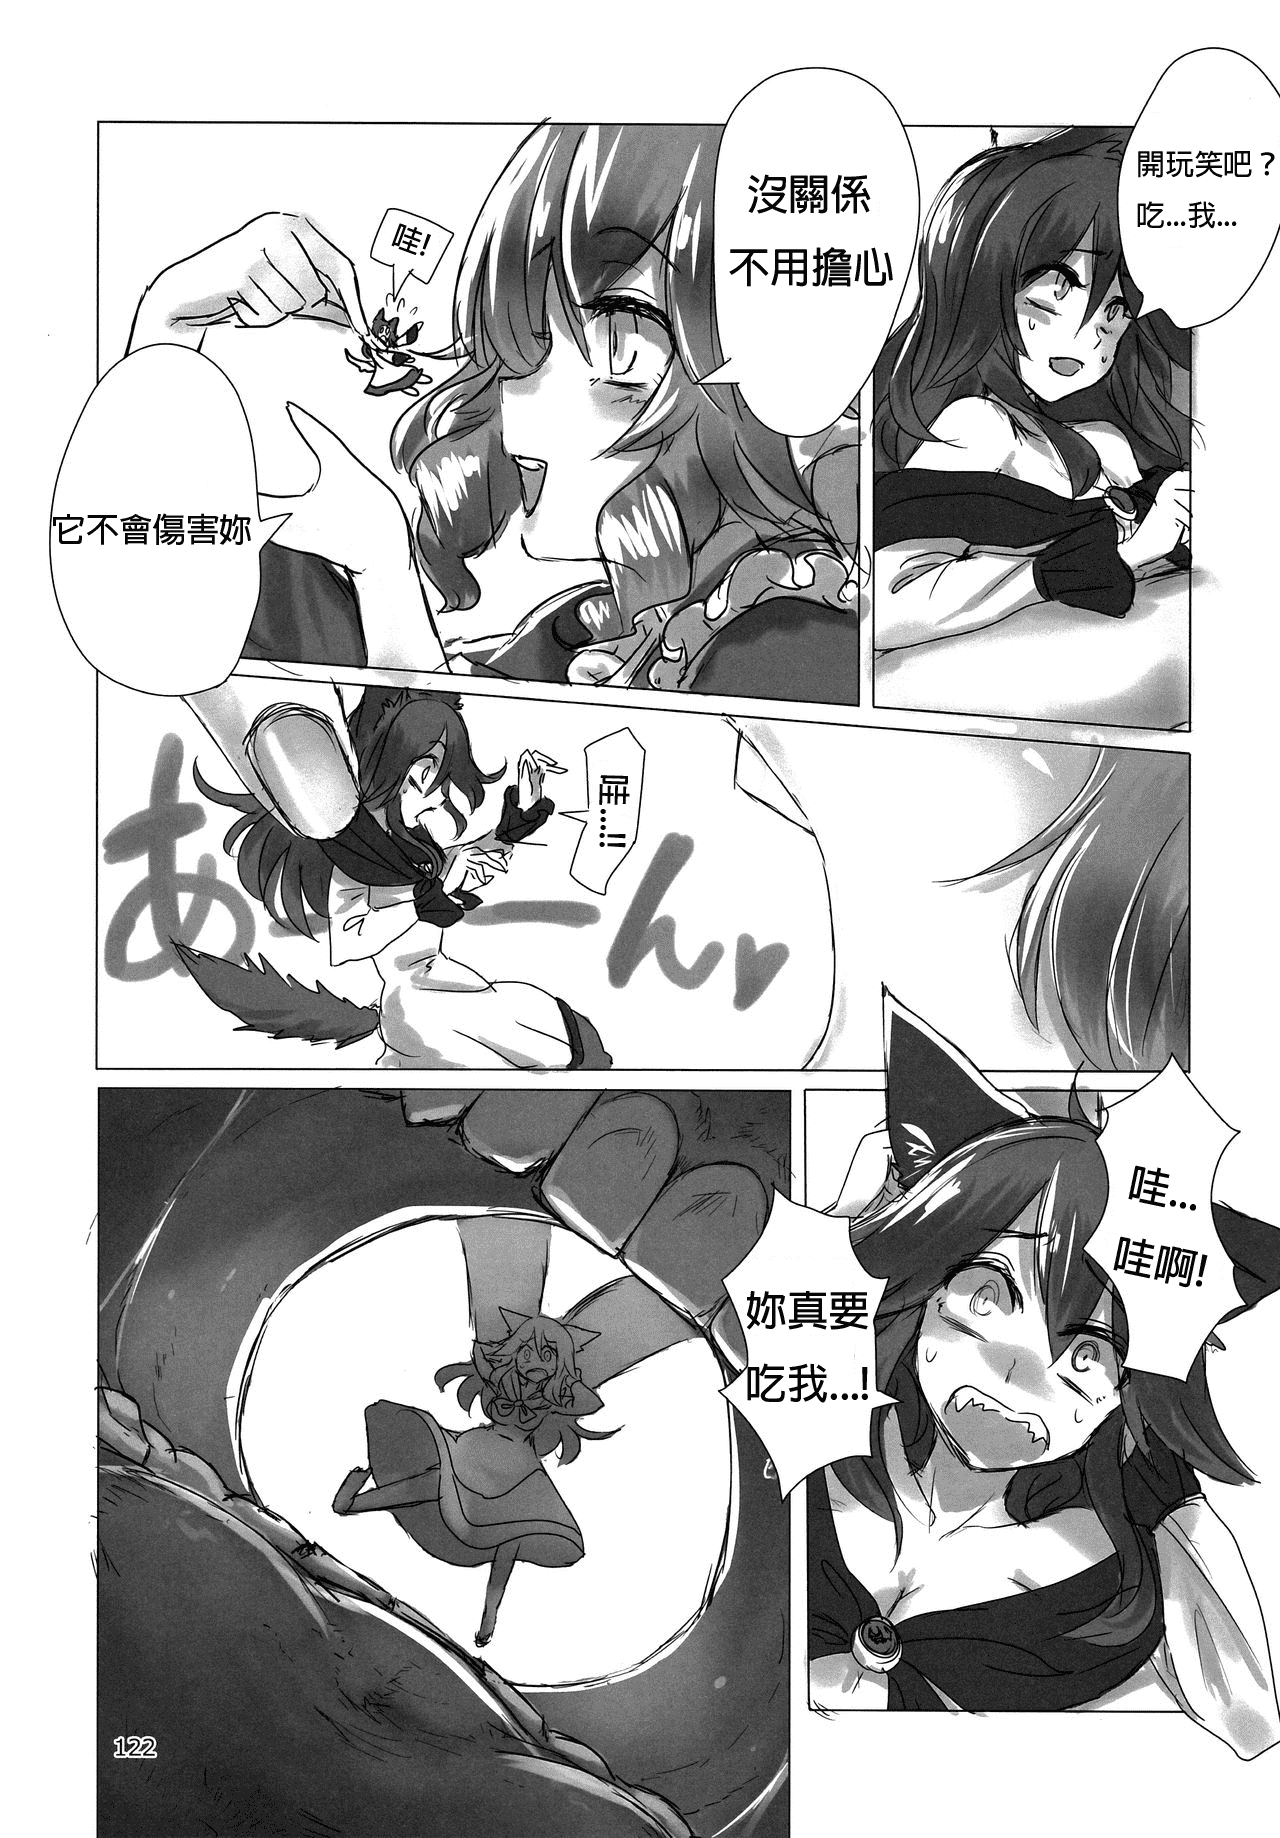 開玩笑吧？
吃...我...
沒關係
不用擔心
哇!
它不會傷害妳
あーーん♥
哇...
哇啊!
妳真要
吃我...!
122